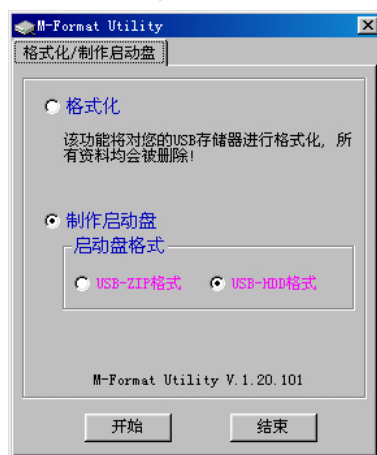 M-Format Utility
格式化/制作启动盘
格式化
该功能将对您的USB存储器进行格式化, 所
有资料均会被删除!
制作启动盘
启动盘格式
USB-ZIP格式 USB-HDD格式
M-Format Utility V.1.20.101
开始 结束